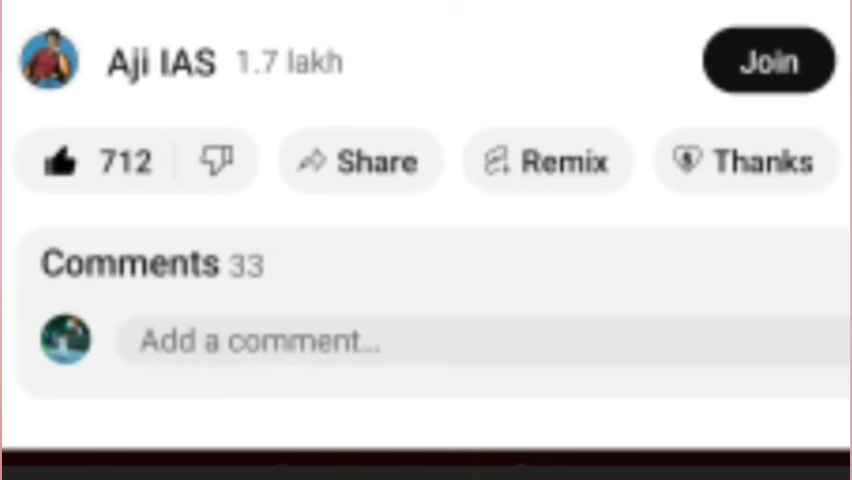 Aji IAS 1.7 lakh Join
712 Share Remix Thanks
Comments 33
Add a comment...